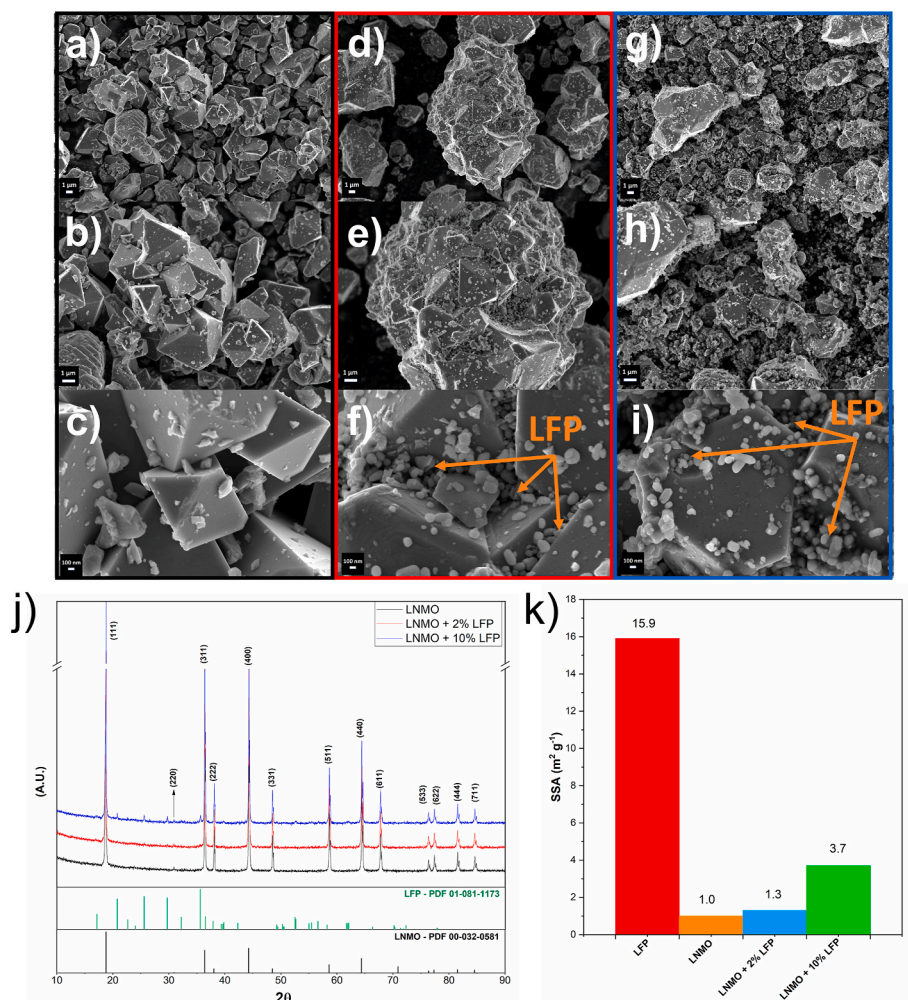 a)
1 µm
b)
1 µm
c)
100 nm
d)
1 µm
e)
1 µm
f)
LFP
100 nm
g)
1 µm
h)
1 µm
i)
LFP
100 nm
j)
LNMO
LNMO + 2% LFP
LNMO + 10% LFP
(111)
(220)
(311)
(222)
(400)
(331)
(511)
(440)
(611)
(533)
(622)
(444)
(711)
(A.U.)
LFP - PDF 01-081-1173
LNMO - PDF 00-032-0581
10 20 30 40 50 60 70 80 90
2θ
k)
SSA (m² g⁻¹)
18
16
14
12
10
8
6
4
2
0
15.9
1.0
1.3
3.7
LFP
LNMO
LNMO + 2% LFP
LNMO + 10% LFP